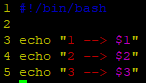 1 #!/bin/bash
2
3 echo "1 --> $1"
4 echo "2 --> $2"
5 echo "3 --> $3"